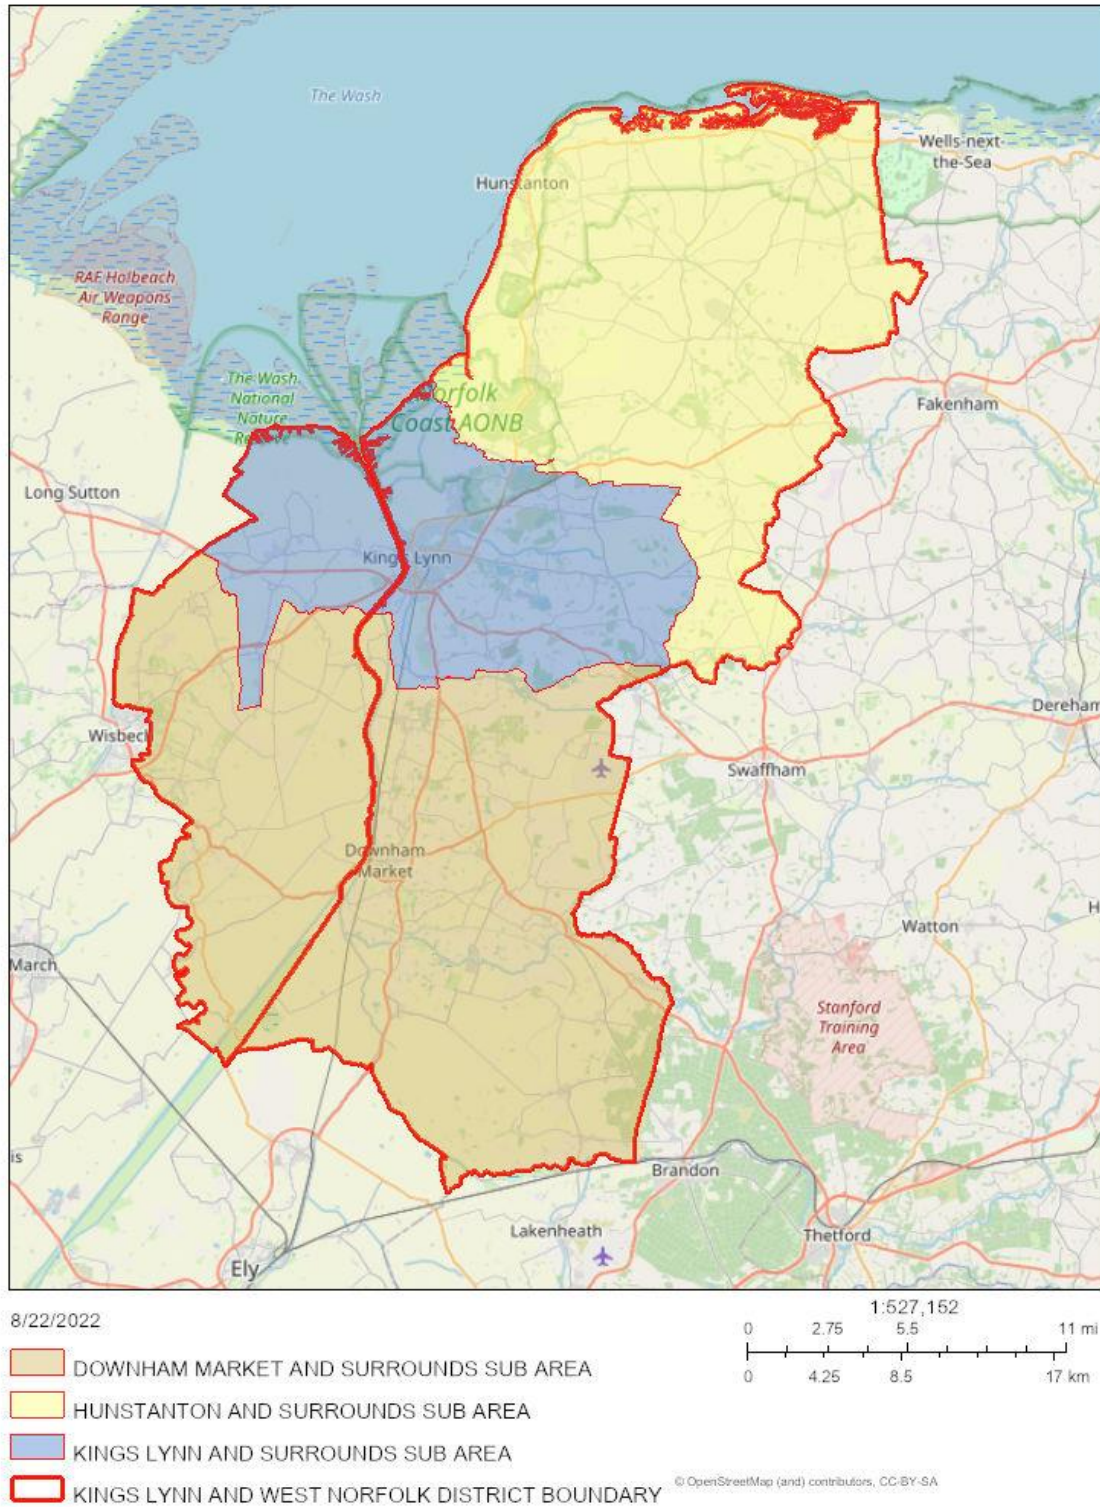 The Wash
Wells-next-
the-Sea
Hunstanton
RAF Holbeach
Air Weapons
Range
The Wash
National
Nature
Norfolk
Coast AONB
Fakenham
Long Sutton
King's Lynn
Dereham
Wisbech
Swaffham
Downham
Market
Watton
H
March
Stanford
Training
Area
is
Brandon
Lakenheath
Thetford
Ely
8/22/2022
1:527,152
0 2.75 5.5 11 mi
0 4.25 8.5 17 km
DOWNHAM MARKET AND SURROUNDS SUB AREA
HUNSTANTON AND SURROUNDS SUB AREA
KINGS LYNN AND SURROUNDS SUB AREA
KINGS LYNN AND WEST NORFOLK DISTRICT BOUNDARY
© OpenStreetMap (and) contributors, CC-BY-SA